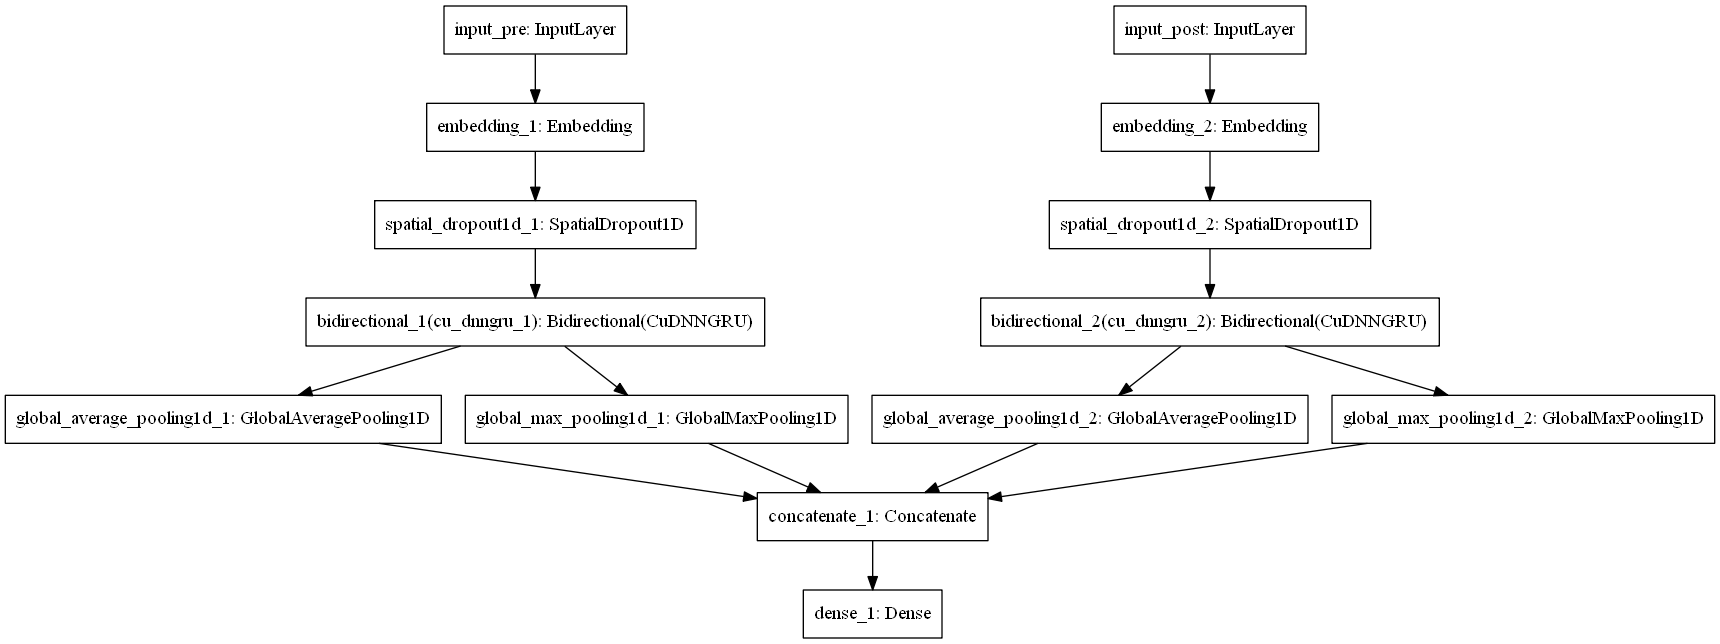 input_pre: InputLayer
input_post: InputLayer
embedding_1: Embedding
embedding_2: Embedding
spatial_dropout1d_1: SpatialDropout1D
spatial_dropout1d_2: SpatialDropout1D
bidirectional_1(cu_dnngru_1): Bidirectional(CuDNNGRU)
bidirectional_2(cu_dnngru_2): Bidirectional(CuDNNGRU)
global_average_pooling1d_1: GlobalAveragePooling1D
global_max_pooling1d_1: GlobalMaxPooling1D
global_average_pooling1d_2: GlobalAveragePooling1D
global_max_pooling1d_2: GlobalMaxPooling1D
concatenate_1: Concatenate
dense_1: Dense